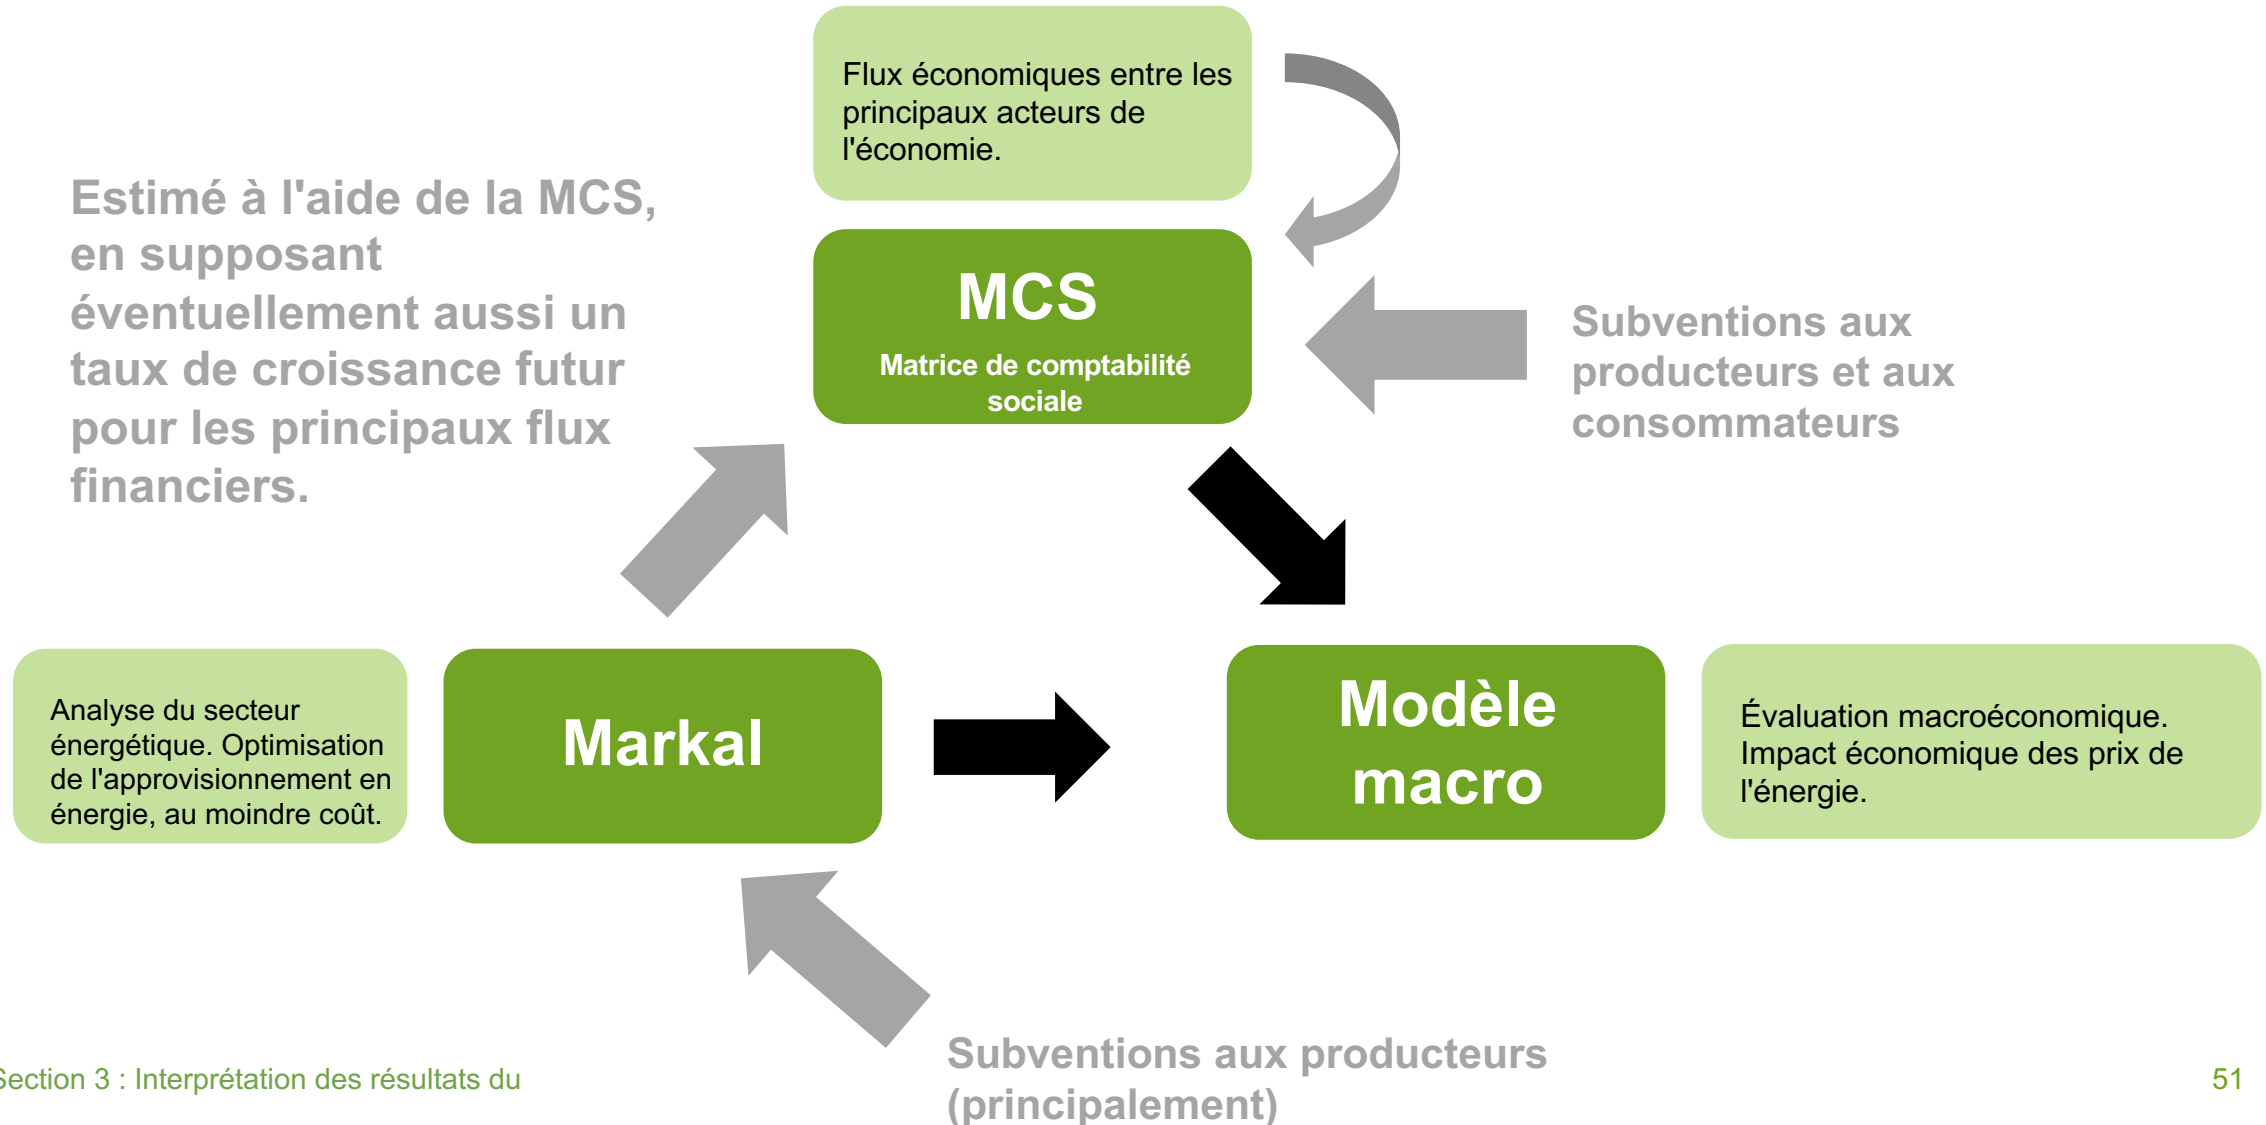 Flux économiques entre les
principaux acteurs de
l'économie.
Estimé à l'aide de la MCS,
en supposant
éventuellement aussi un
taux de croissance futur
pour les principaux flux
financiers.
MCS
Matrice de comptabilité
sociale
Subventions aux
producteurs et aux
consommateurs
Analyse du secteur
énergétique. Optimisation
de l'approvisionnement en
énergie, au moindre coût.
Markal
Modèle
macro
Évaluation macroéconomique.
Impact économique des prix de
l'énergie.
Subventions aux producteurs
(principalement)
Section 3 : Interprétation des résultats du
51